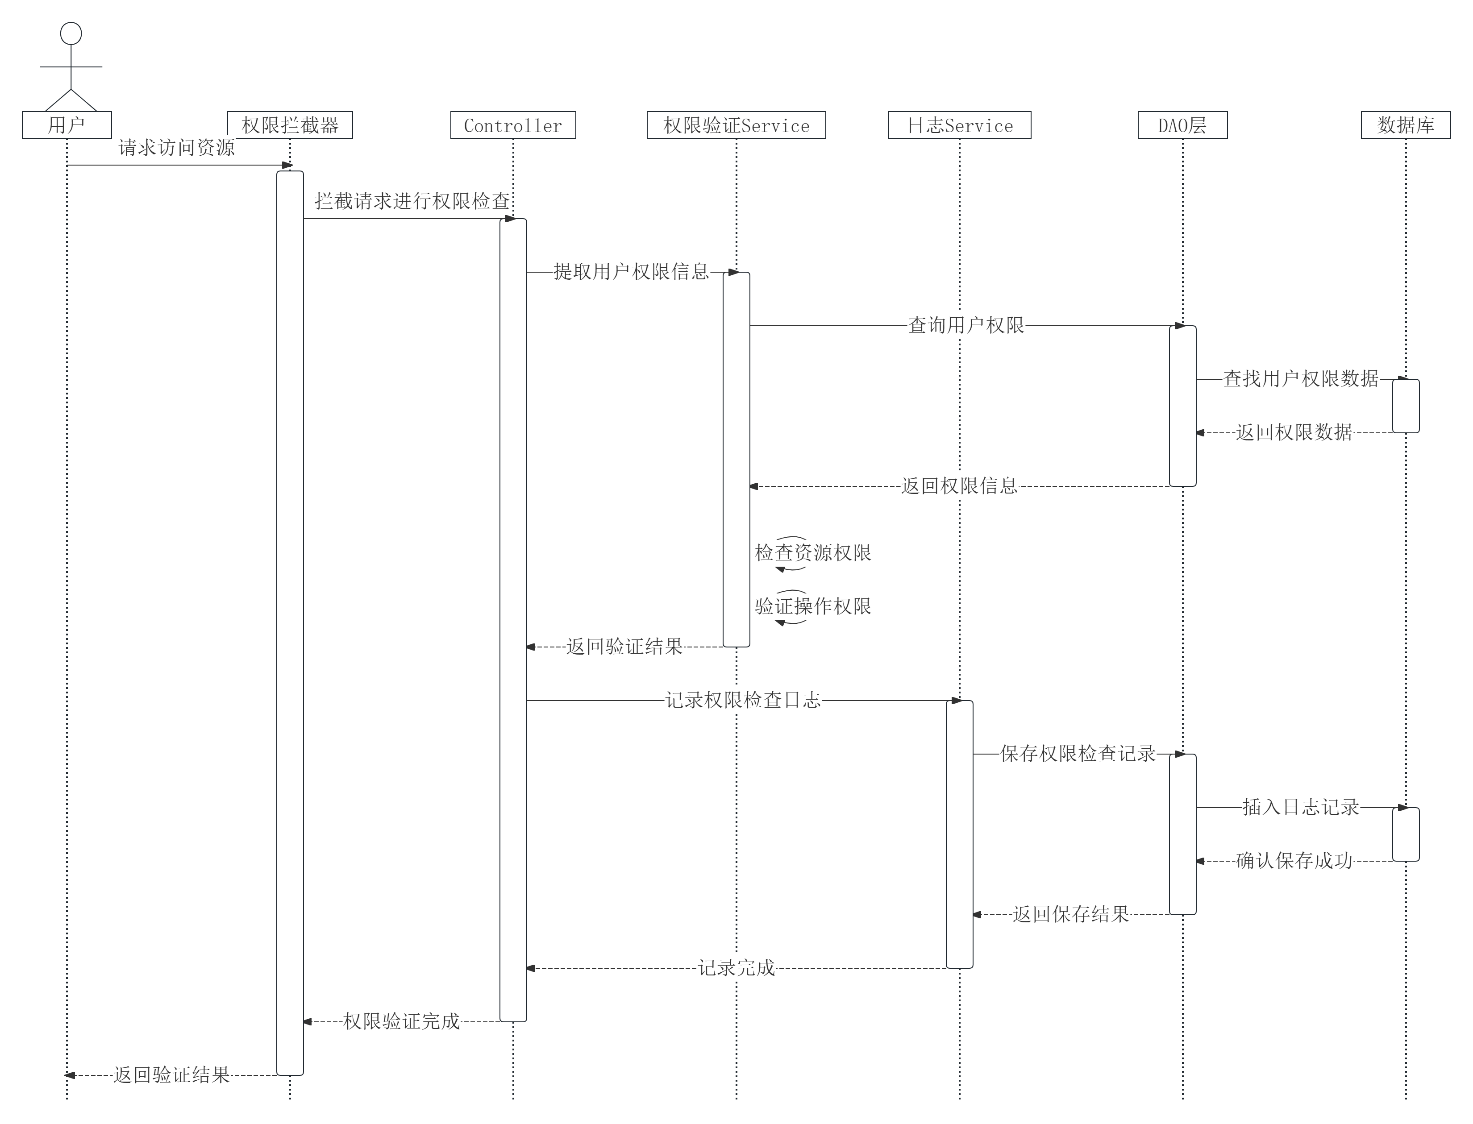 用户
权限拦截器
Controller
权限验证Service
日志Service
DAO层
数据库
请求访问资源
拦截请求进行权限检查
提取用户权限信息
查询用户权限
查找用户权限数据
返回权限数据
返回权限信息
检查资源权限
验证操作权限
返回验证结果
记录权限检查日志
保存权限检查记录
插入日志记录
确认保存成功
返回保存结果
记录完成
权限验证完成
返回验证结果